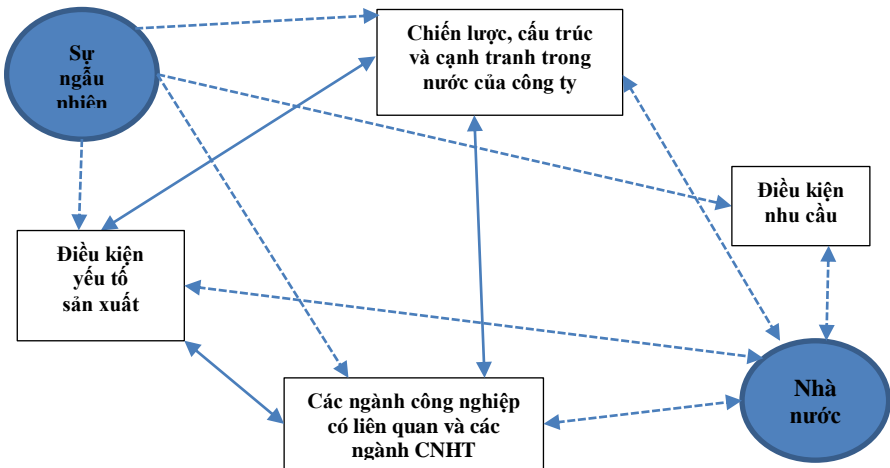 Sự
ngẫu
nhiên
Chiến lược, cấu trúc
và cạnh tranh trong
nước của công ty
Điều kiện
nhu cầu
Điều kiện
yếu tố
sản xuất
Các ngành công nghiệp
có liên quan và các
ngành CNHT
Nhà
nước